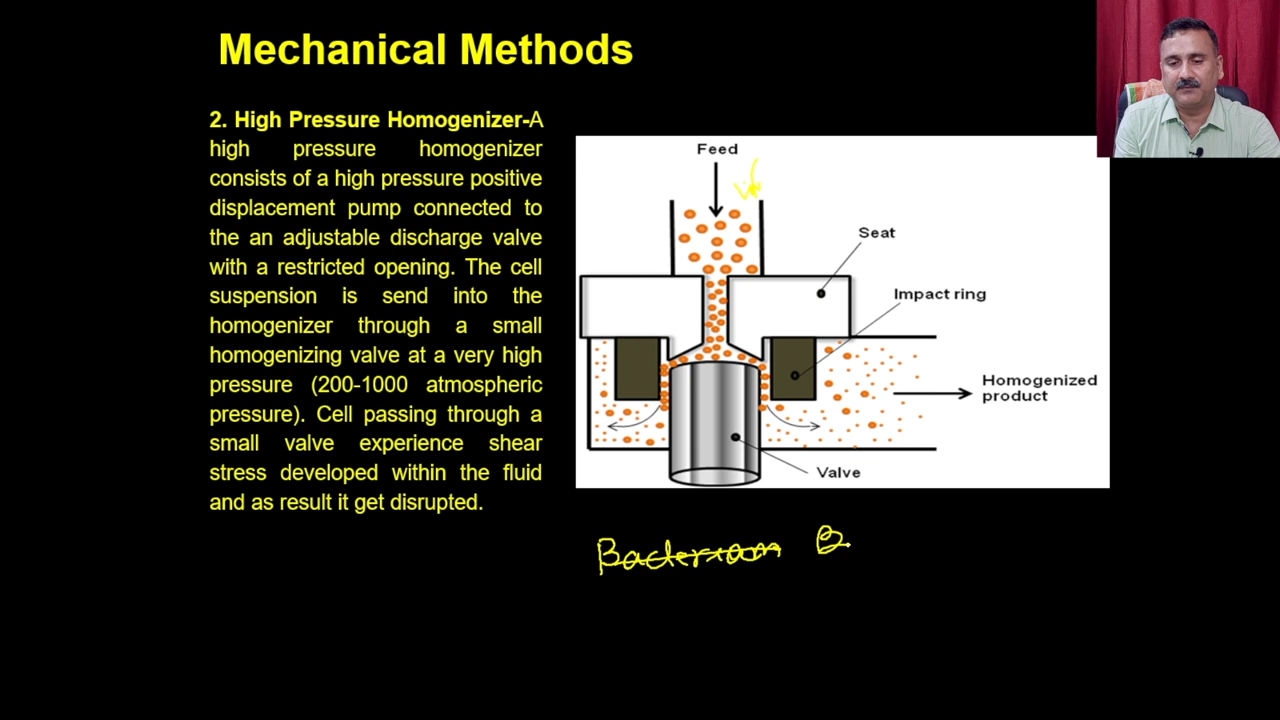 Mechanical Methods
2. High Pressure Homogenizer-A
high pressure homogenizer
consists of a high pressure positive
displacement pump connected to
the an adjustable discharge valve
with a restricted opening. The cell
suspension is send into the
homogenizer through a small
homogenizing valve at a very high
pressure (200-1000 atmospheric
pressure). Cell passing through a
small valve experience shear
stress developed within the fluid
and as result it get disrupted.
Feed
Seat
Impact ring
Homogenized
product
Valve